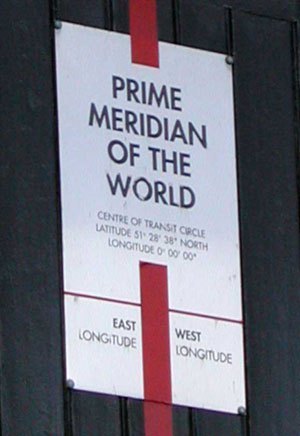 PRIME
MERIDIAN
OF THE
WORLD
CENTRE OF TRANSIT CIRCLE
LATITUDE 51° 28' 38" NORTH
LONGITUDE 0° 00' 00"
EAST
LONGITUDE
WEST
LONGITUDE